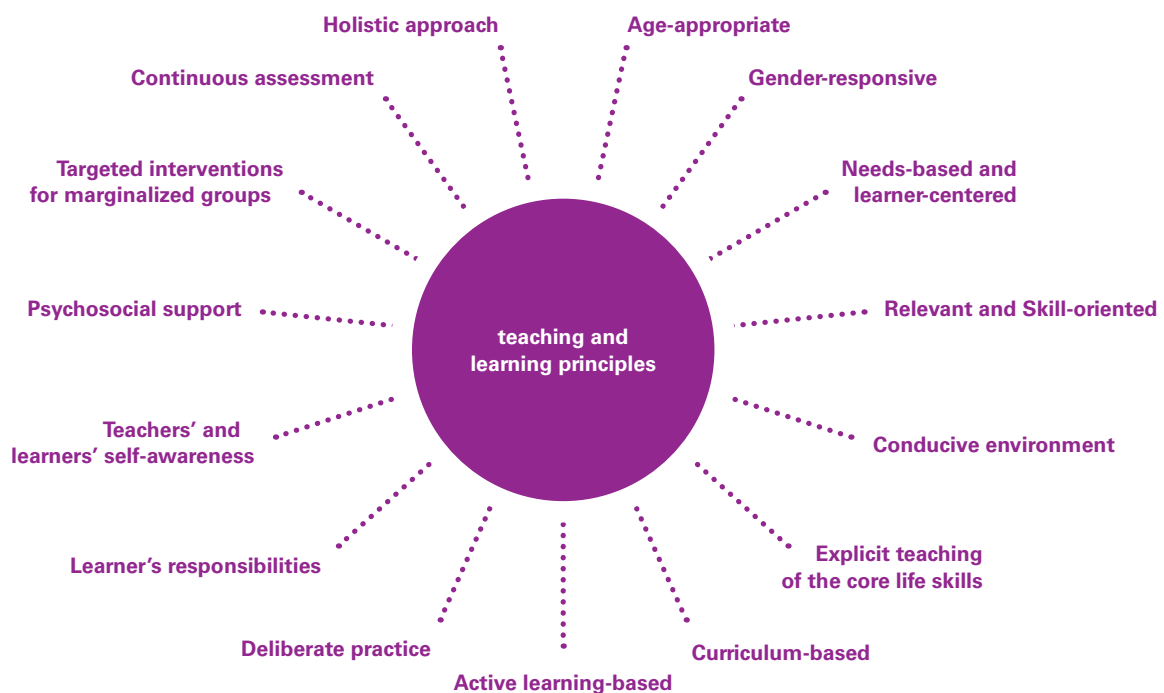 Holistic approach
Age-appropriate
Continuous assessment
Gender-responsive
Targeted interventions
for marginalized groups
Needs-based and
learner-centered
Psychosocial support
Relevant and Skill-oriented
teaching and
learning principles
Teachers’ and
learners’ self-awareness
Conducive environment
Learner’s responsibilities
Explicit teaching
of the core life skills
Deliberate practice
Curriculum-based
Active learning-based